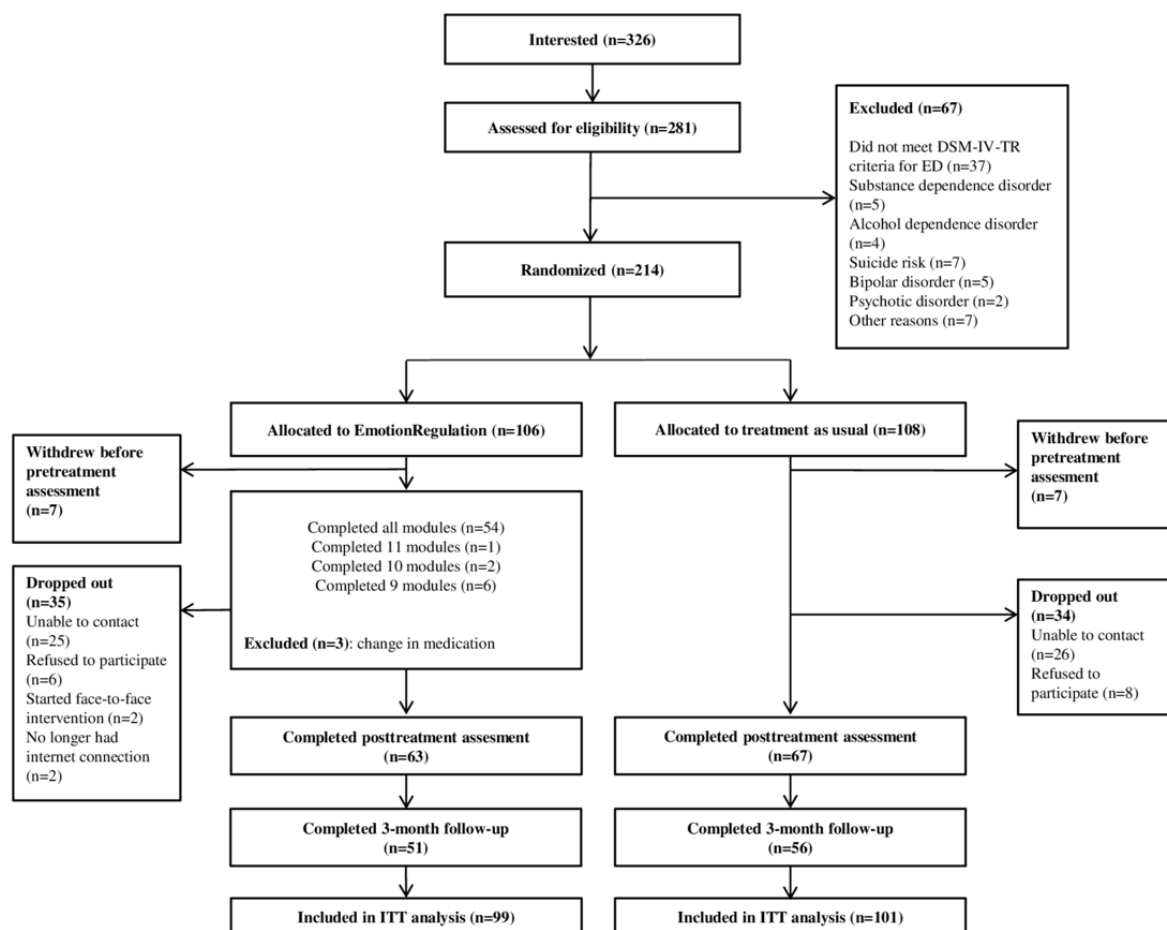 Interested (n=326)
Assessed for eligibility (n=281)
Excluded (n=67)
Did not meet DSM-IV-TR
criteria for ED (n=37)
Substance dependence disorder
(n=5)
Alcohol dependence disorder
(n=4)
Suicide risk (n=7)
Bipolar disorder (n=5)
Psychotic disorder (n=2)
Other reasons (n=7)
Randomized (n=214)
Allocated to EmotionRegulation (n=106)
Allocated to treatment as usual (n=108)
Withdrew before
pretreatment
assessment
(n=7)
Withdrew before
pretreatment
assesment
(n=7)
Completed all modules (n=54)
Completed 11 modules (n=1)
Completed 10 modules (n=2)
Completed 9 modules (n=6)
Excluded (n=3): change in medication
Dropped out
(n=35)
Unable to contact
(n=25)
Refused to participate
(n=6)
Started face-to-face
intervention (n=2)
No longer had
internet connection
(n=2)
Dropped out
(n=34)
Unable to contact
(n=26)
Refused to
participate (n=8)
Completed posttreatment assesment
(n=63)
Completed posttreatment assessment
(n=67)
Completed 3-month follow-up
(n=51)
Completed 3-month follow-up
(n=56)
Included in ITT analysis (n=99)
Included in ITT analysis (n=101)